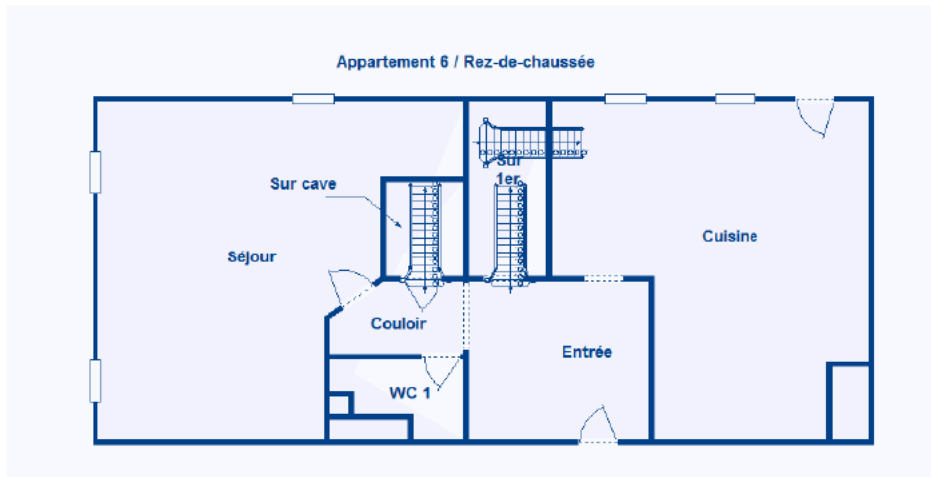 Appartement 6 / Rez-de-chaussée
Sur
1er
Sur cave
Cuisine
Séjour
Couloir
Entrée
WC 1